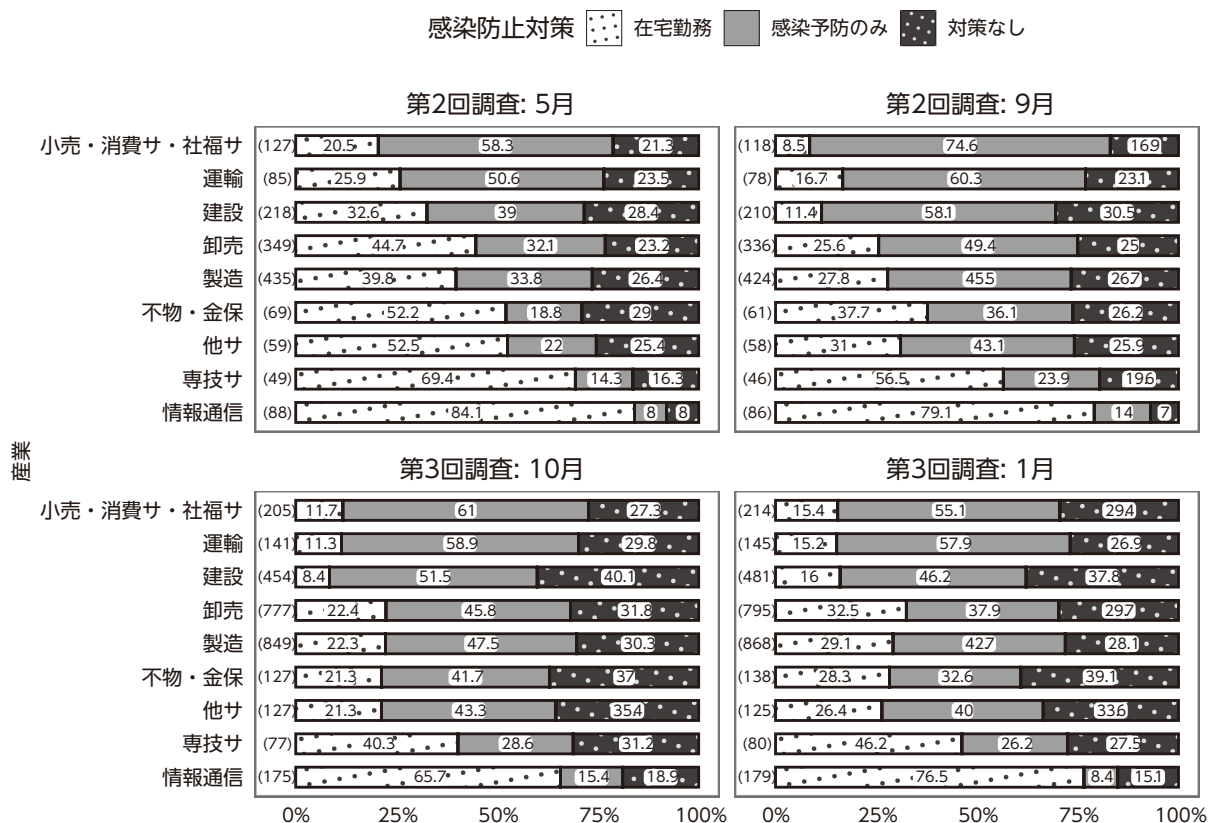 感染防止対策 在宅勤務 感染予防のみ 対策なし
第2回調査: 5月 第2回調査: 9月
小売・消費サ・社福サ (127) 20.5 58.3 21.3 (118) 8.5 74.6 16.9
運輸 (85) 25.9 50.6 23.5 (78) 16.7 60.3 23.1
建設 (218) 32.6 39 28.4 (210) 11.4 58.1 30.5
卸売 (349) 44.7 32.1 23.2 (336) 25.6 49.4 25
製造 (435) 39.8 33.8 26.4 (424) 27.8 45.5 26.7
不物・金保 (69) 52.2 18.8 29 (61) 37.7 36.1 26.2
他サ (59) 52.5 22 25.4 (58) 31 43.1 25.9
専技サ (49) 69.4 14.3 16.3 (46) 56.5 23.9 19.6
情報通信 (88) 84.1 8 8 (86) 79.1 14 7
産業
第3回調査: 10月 第3回調査: 1月
小売・消費サ・社福サ (205) 11.7 61 27.3 (214) 15.4 55.1 29.4
運輸 (141) 11.3 58.9 29.8 (145) 15.2 57.9 26.9
建設 (454) 8.4 51.5 40.1 (481) 16 46.2 37.8
卸売 (777) 22.4 45.8 31.8 (795) 32.5 37.9 29.7
製造 (849) 22.3 47.5 30.3 (868) 29.1 42.7 28.1
不物・金保 (127) 21.3 41.7 37 (138) 28.3 32.6 39.1
他サ (127) 21.3 43.3 35.4 (125) 26.4 40 33.6
専技サ (77) 40.3 28.6 31.2 (80) 46.2 26.2 27.5
情報通信 (175) 65.7 15.4 18.9 (179) 76.5 8.4 15.1
0% 25% 50% 75% 100% 0% 25% 50% 75% 100%